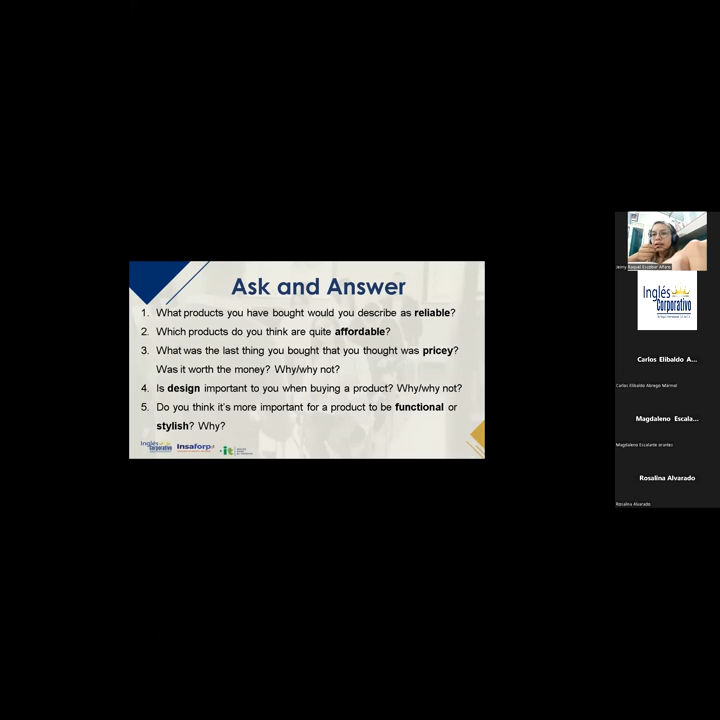 Ask and Answer
1. What products you have bought would you describe as reliable?
2. Which products do you think are quite affordable?
3. What was the last thing you bought that you thought was pricey?
Was it worth the money? Why/why not?
4. Is design important to you when buying a product? Why/why not?
5. Do you think it's more important for a product to be functional or
stylish? Why?
Inglés
Corporativo
Insaforp
it
Raquel Escobar Alfaro
Inglés
Corporativo
Carlos Elibaldo A...
Carlos Elibaldo Abrego Mármol
Magdaleno Escala...
Magdaleno Escalante
Rosalina Alvarado
Rosalina Alvarado